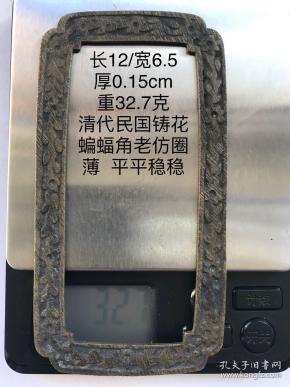 长12/宽6.5
厚0.15cm
重32.7克
清代民国铸花
蝙蝠角老仿圈
薄 平平稳稳
327
孔夫子旧书网